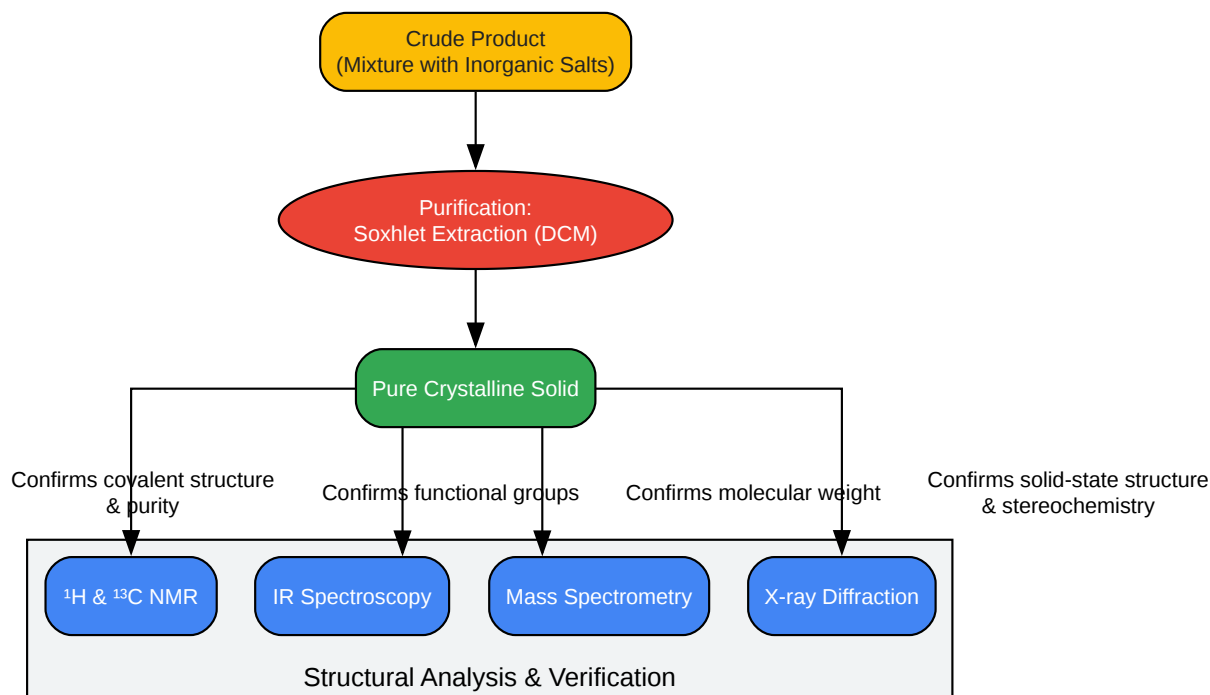 Crude Product
(Mixture with Inorganic Salts)
Purification:
Soxhlet Extraction (DCM)
Pure Crystalline Solid
Confirms covalent structure
& purity
Confirms functional groups
Confirms molecular weight
Confirms solid-state structure
& stereochemistry
¹H & ¹³C NMR
IR Spectroscopy
Mass Spectrometry
X-ray Diffraction
Structural Analysis & Verification